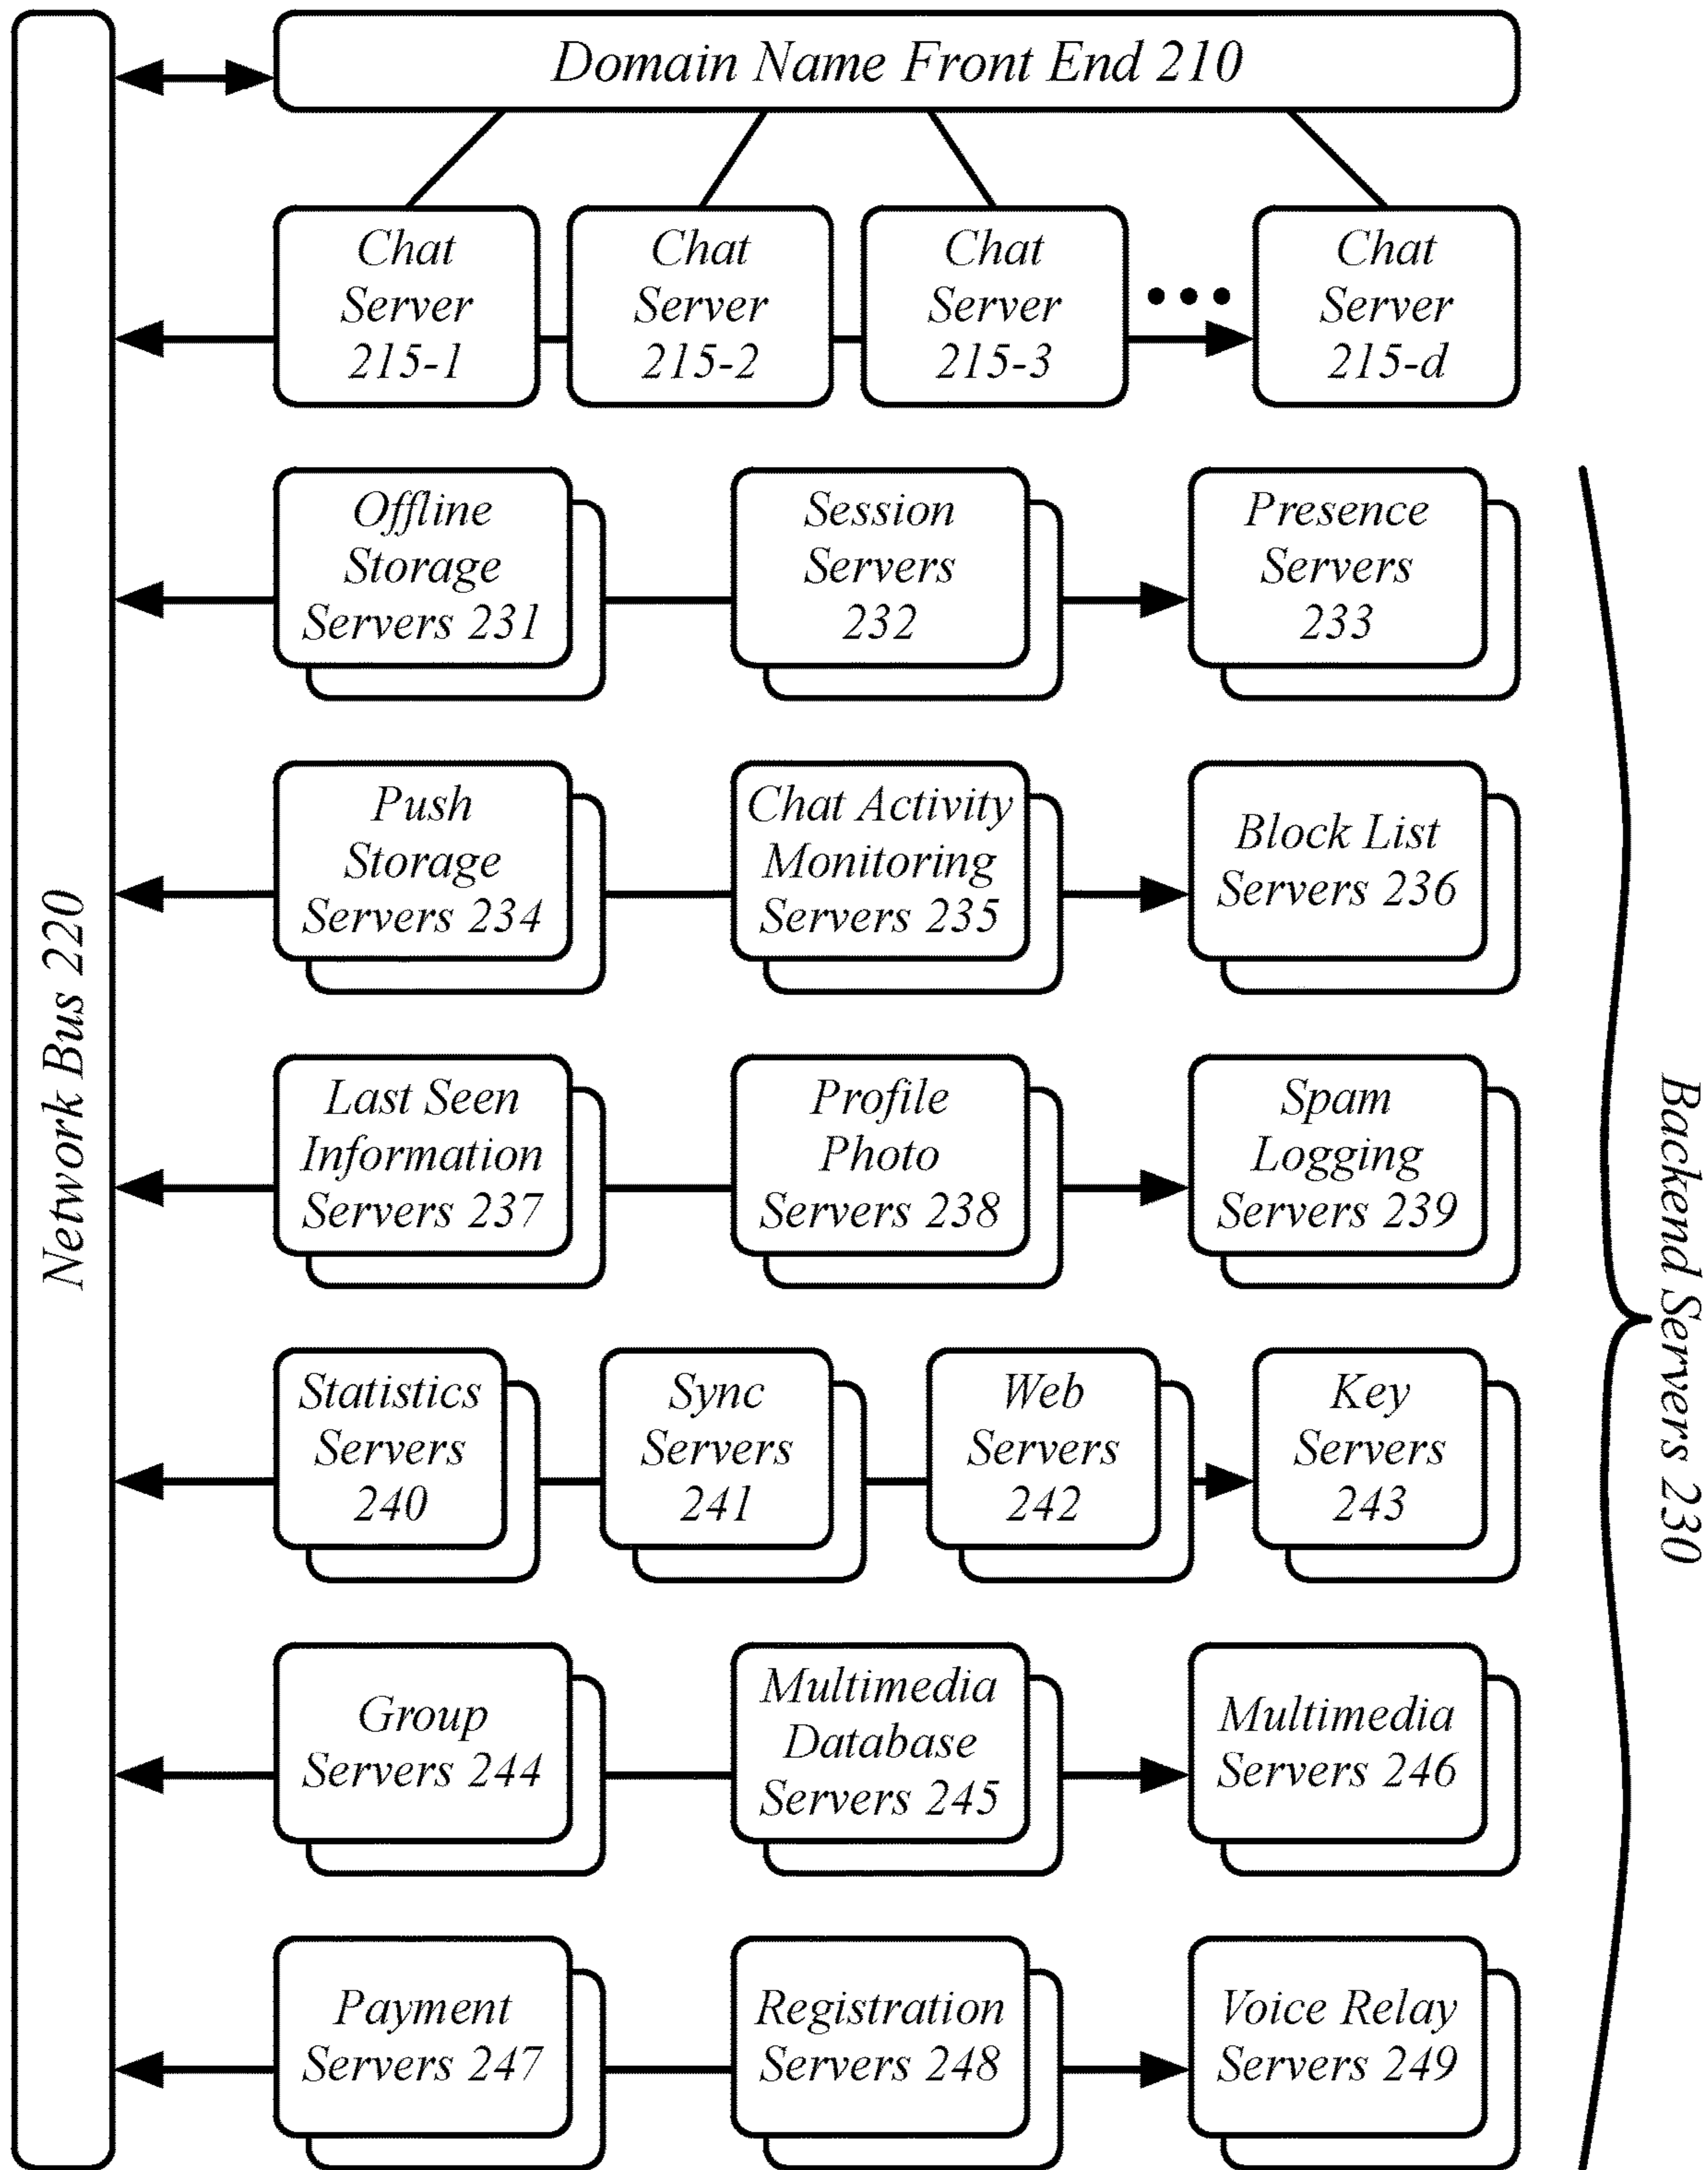 Domain Name Front End 210
Chat
Server
215-1
Chat
Server
215-2
Chat
Server
215-3
Chat
Server
215-d
Network Bus 220
Offline
Storage
Servers 231
Session
Servers
232
Presence
Servers
233
Push
Storage
Servers 234
Chat Activity
Monitoring
Servers 235
Block List
Servers 236
Last Seen
Information
Servers 237
Profile
Photo
Servers 238
Spam
Logging
Servers 239
Statistics
Servers
240
Sync
Servers
241
Web
Servers
242
Key
Servers
243
Group
Servers 244
Multimedia
Database
Servers 245
Multimedia
Servers 246
Payment
Servers 247
Registration
Servers 248
Voice Relay
Servers 249
Backend Servers 230